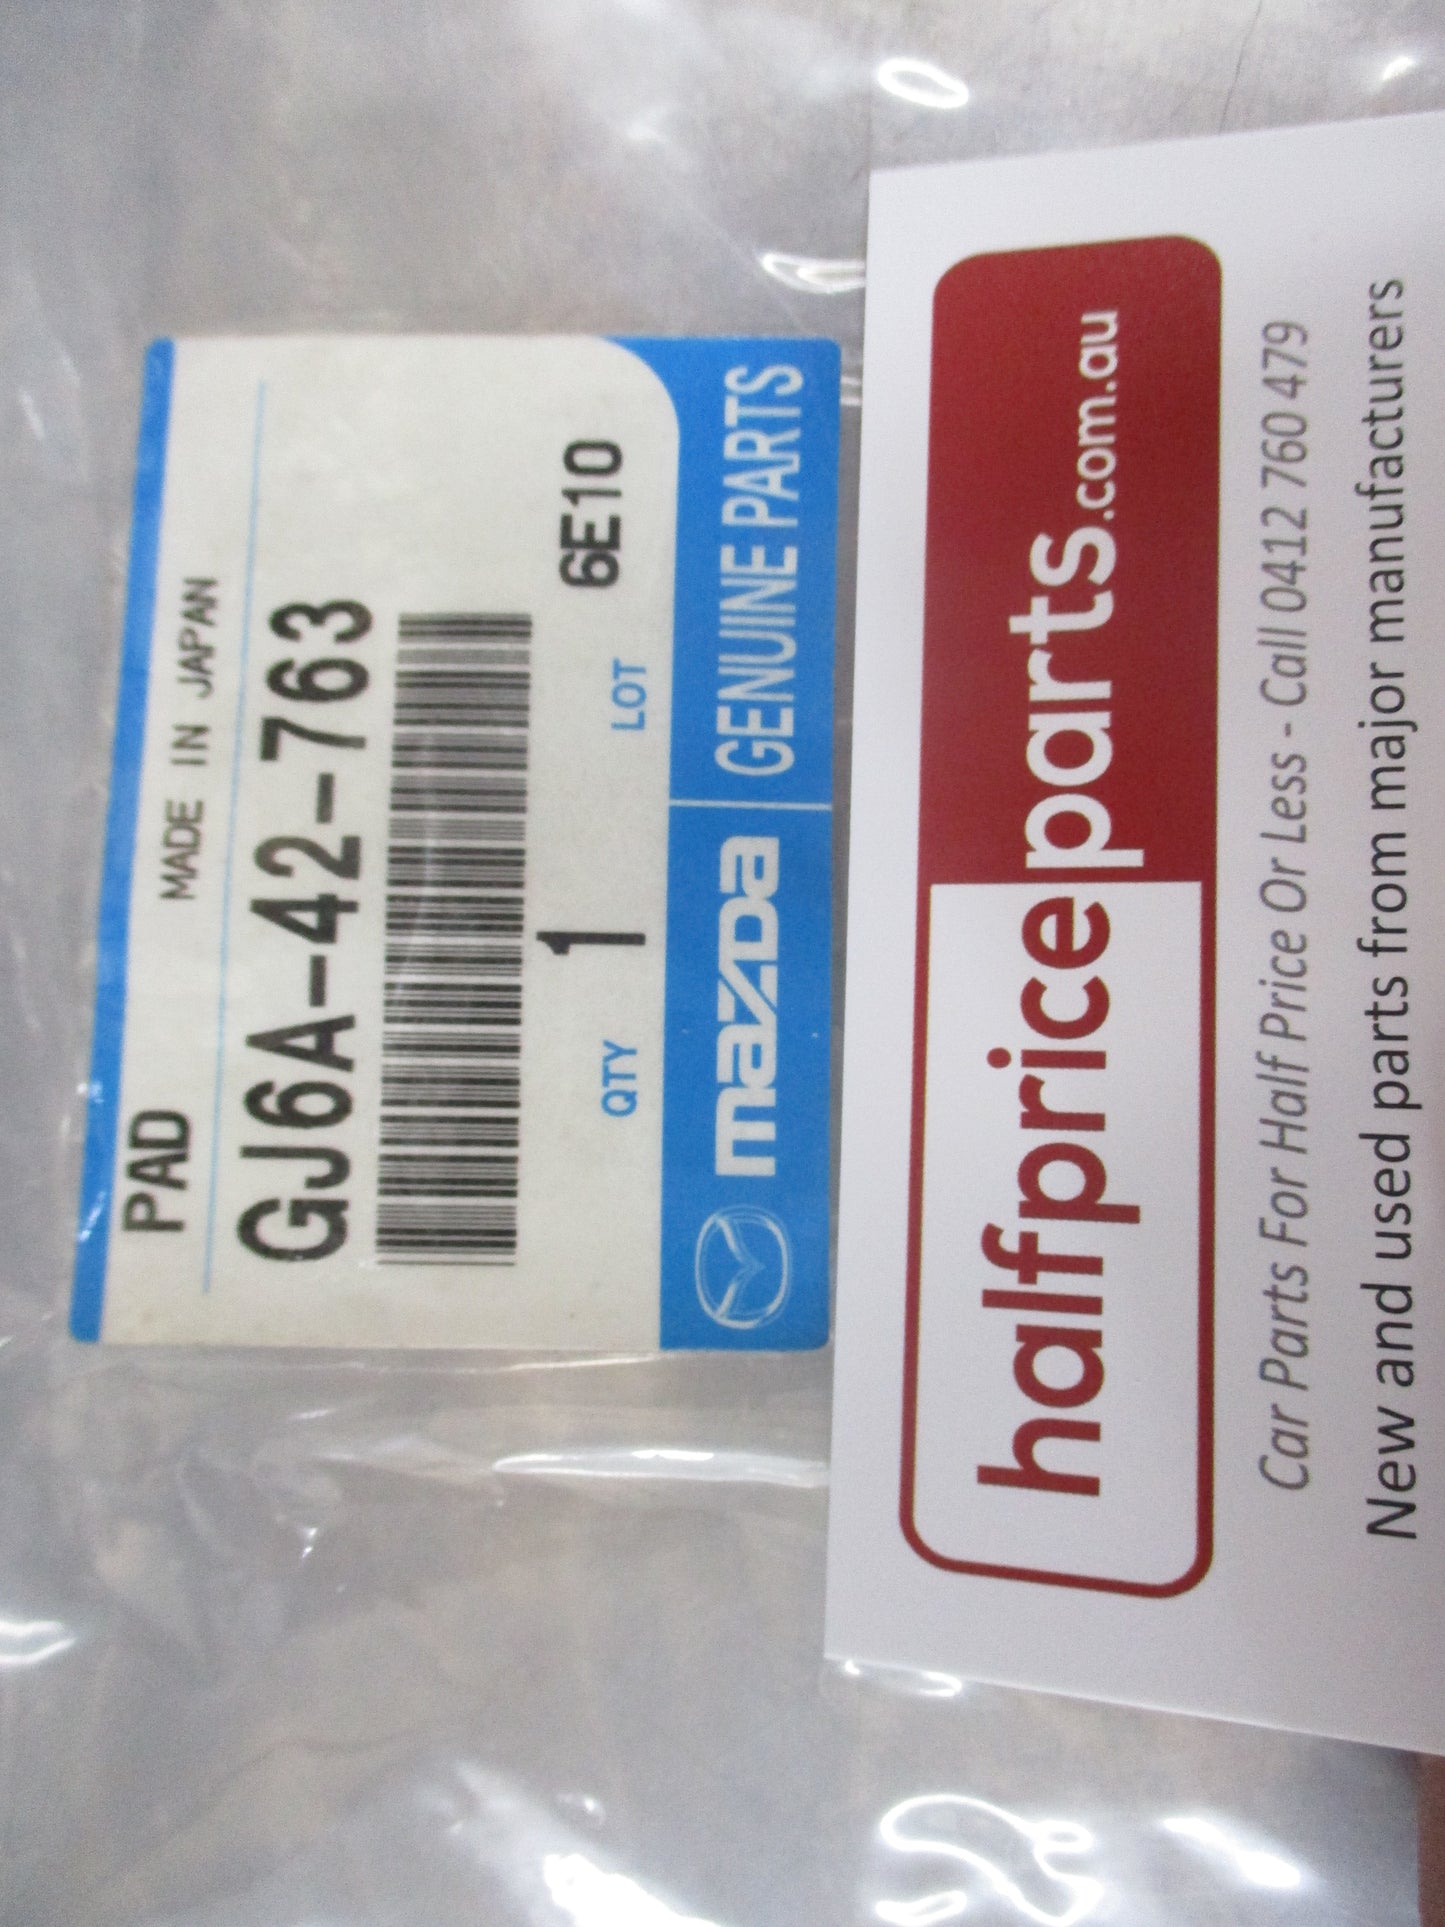 PAD
MADE IN JAPAN
GJ6A-42-763
QTY 1 LOT 6E10
mazda GENUINE PARTS
halfpriceparts.com.au
Car Parts For Half Price Or Less - Call 0412 760 479
New and used parts from major manufacturers